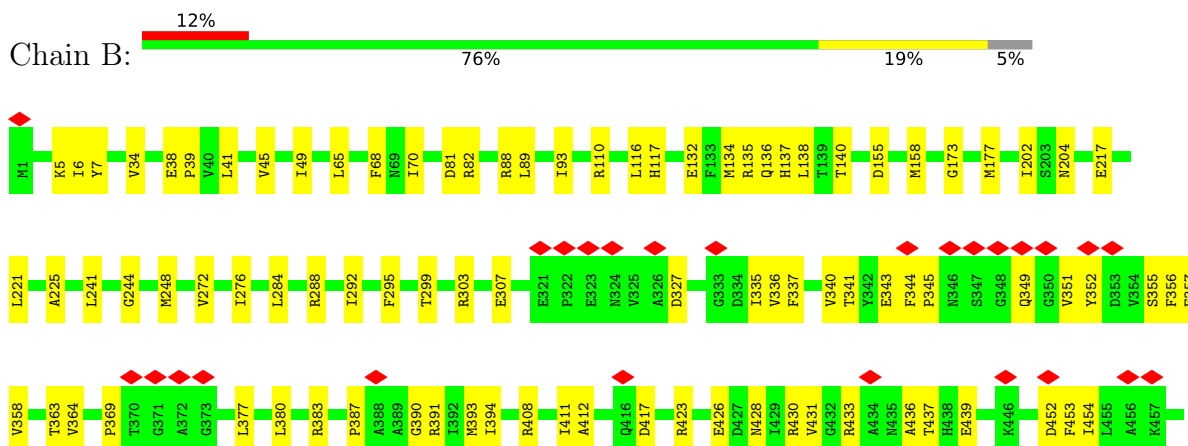 12%
Chain B:
76% 19% 5%
M1 K5 I6 Y7 V34 E38 P39 V40 L41 V45 I49 L65 F68 N69 I70 D81 R82 R88 L89 I93 R110 L116 H117 E132 F133 M134 R135 Q136 H137 L138 T139 T140 D155 M158 G173 M177 I202 S203 N204 E217
L221 A225 L241 G244 M248 V272 I276 L284 R288 I292 F295 T299 R303 E307 E321 P322 E323 N324 V325 A326 D327 G333 D334 I335 V336 F337 V340 T341 Y342 E343 F344 P345 N346 S347 G348 Q349 G350 V351 Y352 D353 V354 S355 F356
V358 T363 V364 P369 T370 G371 A372 G373 L377 L380 R383 P387 A388 A389 G390 R391 I392 M393 I394 R408 I411 A412 Q416 D417 R423 E426 D427 N428 I429 R430 V431 G432 R433 A434 N435 A436 T437 H438 E439 K446 D452 F453 I454 L455 A456 K457